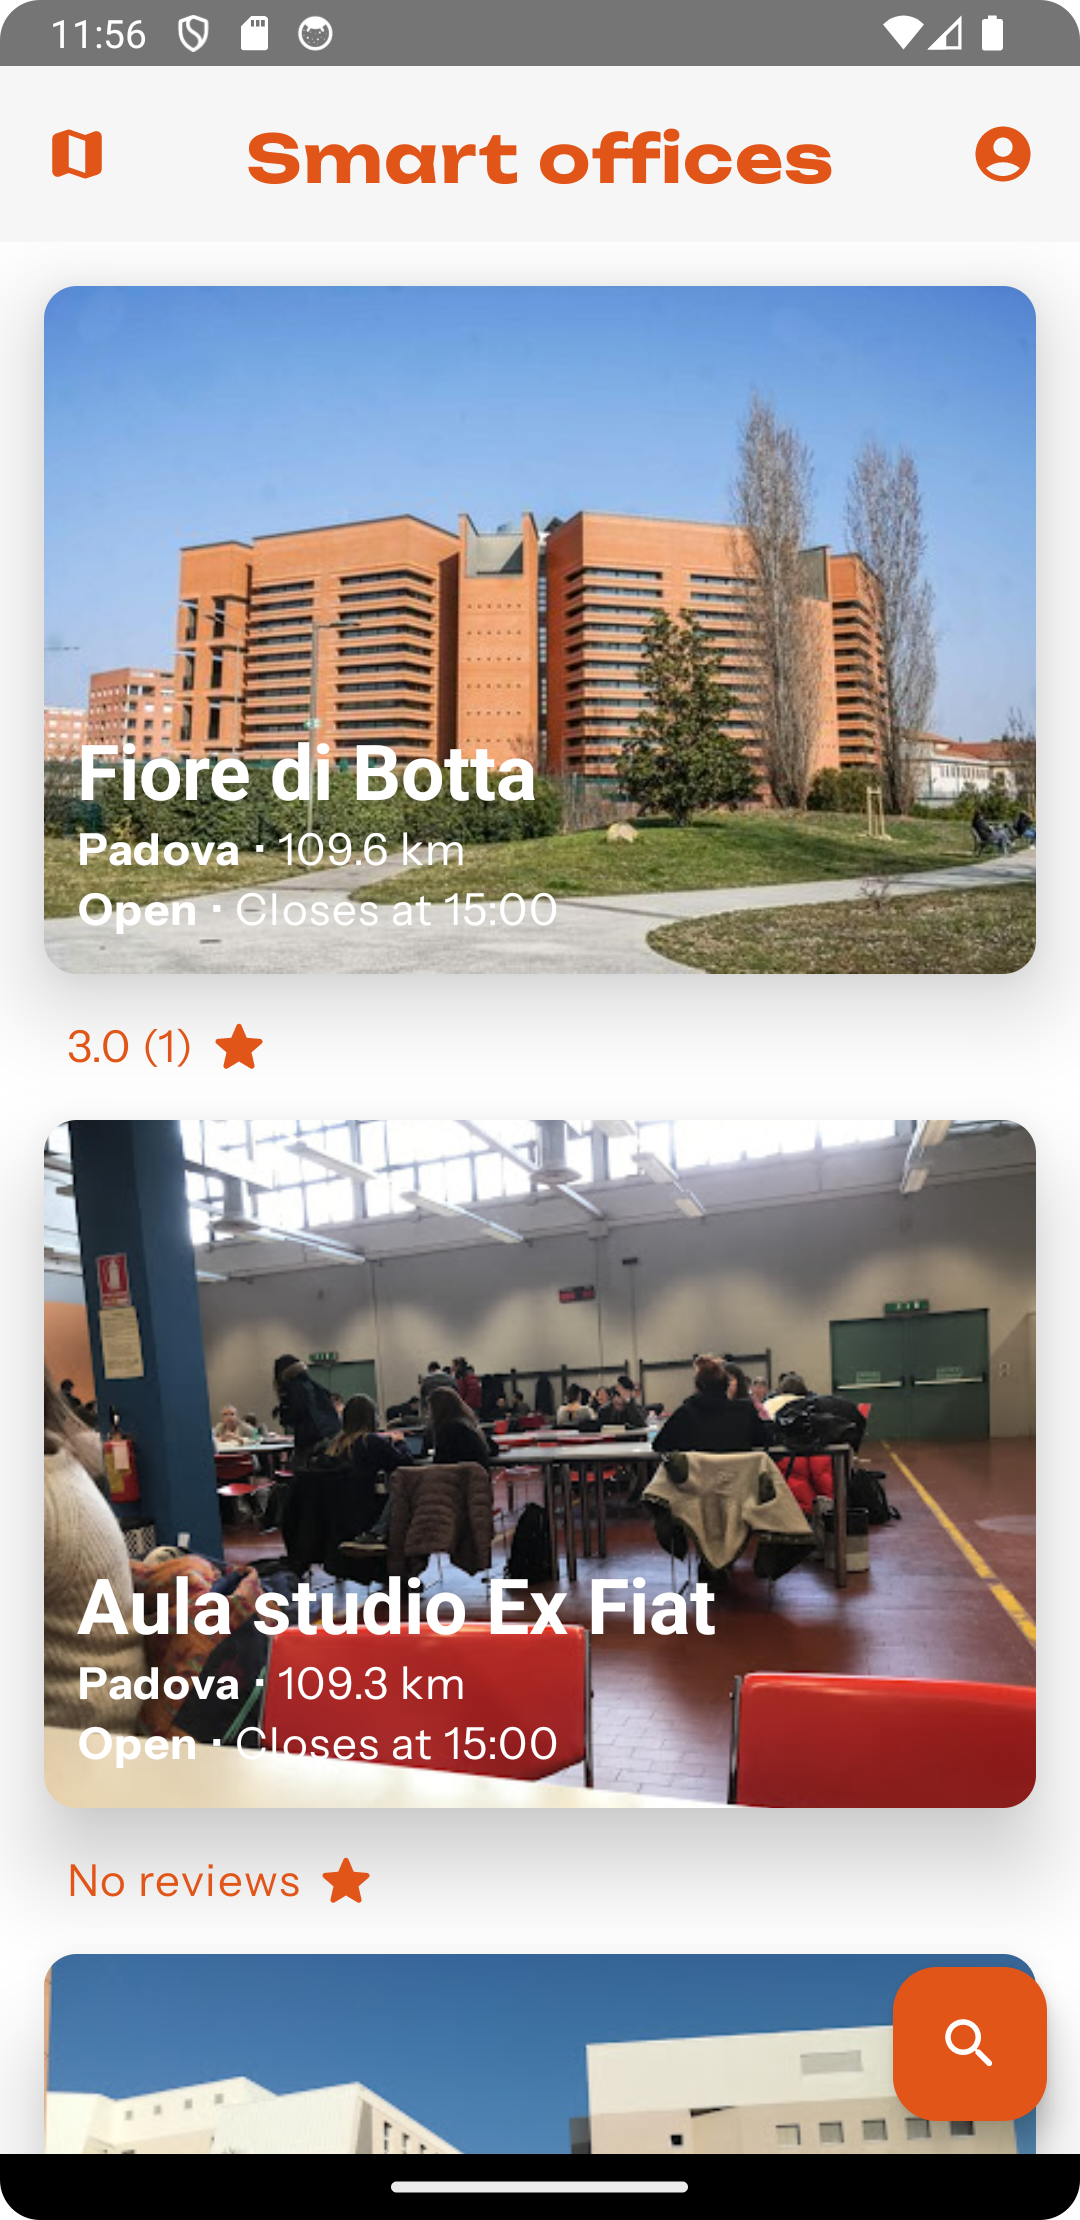 11:56
Smart offices
Fiore di Botta
Padova · 109.6 km
Open · Closes at 15:00
3.0 (1)
Aula studio Ex Fiat
Padova · 109.3 km
Open · Closes at 15:00
No reviews